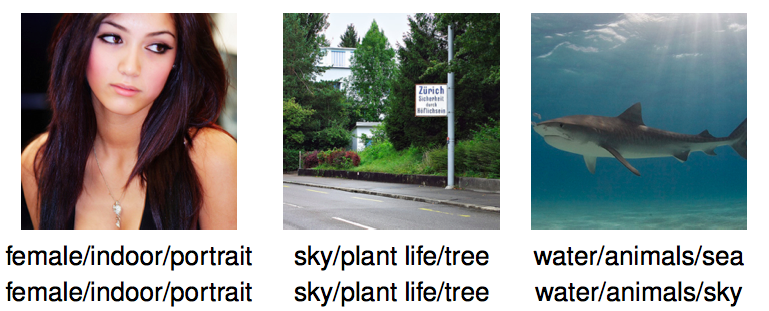 Zürich
Sicherheit
durch
Höflichsein
female/indoor/portrait
sky/plant life/tree
water/animals/sea
female/indoor/portrait
sky/plant life/tree
water/animals/sky